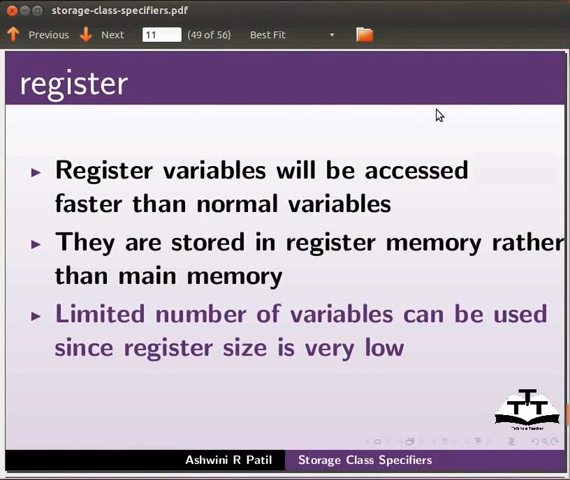 storage-class-specifiers.pdf
Previous Next 11 (49 of 56) Best Fit
register
Register variables will be accessed
faster than normal variables
They are stored in register memory rather
than main memory
Limited number of variables can be used
since register size is very low
Ashwini R Patil Storage Class Specifiers